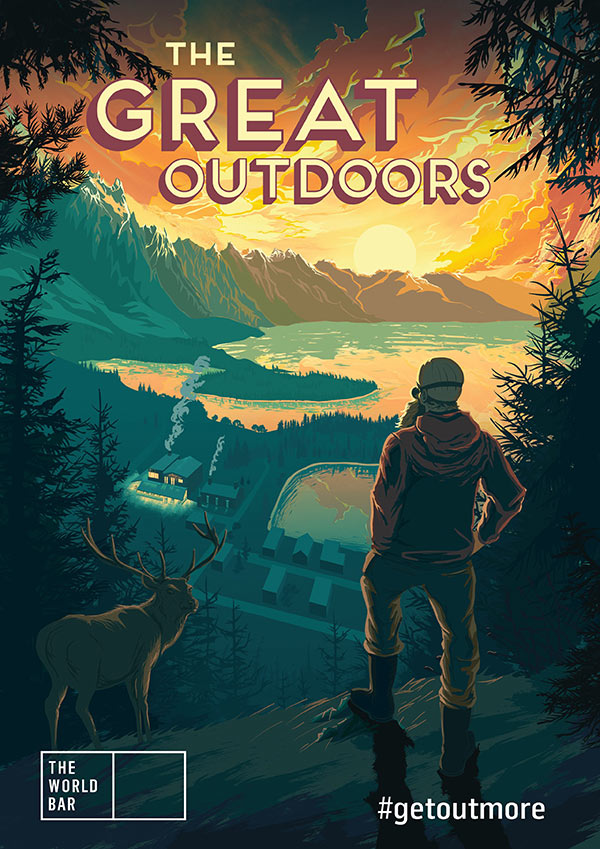 THE
GREAT
OUTDOORS
THE
WORLD
BAR
#getoutmore